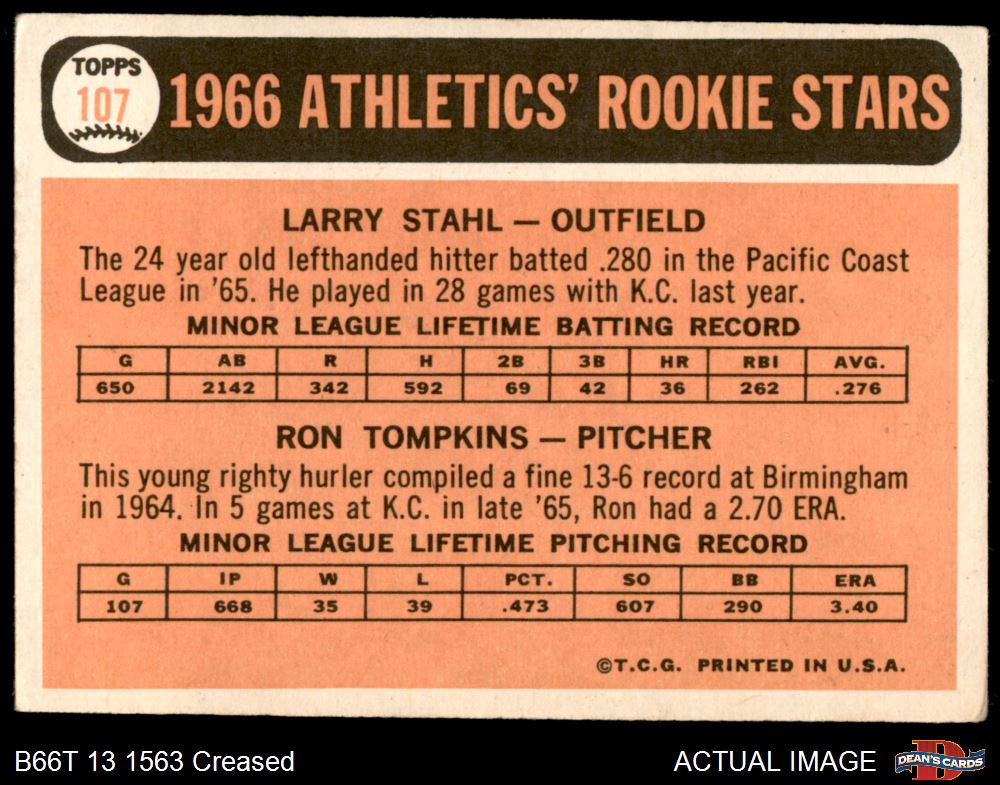 TOPPS
107
1966 ATHLETICS' ROOKIE STARS
LARRY STAHL — OUTFIELD
The 24 year old lefthanded hitter batted .280 in the Pacific Coast
League in '65. He played in 28 games with K.C. last year.
MINOR LEAGUE LIFETIME BATTING RECORD
G AB R H 2B 3B HR RBI AVG.
650 2142 342 592 69 42 36 262 .276
RON TOMPKINS — PITCHER
This young righty hurler compiled a fine 13-6 record at Birmingham
in 1964. In 5 games at K.C. in late '65, Ron had a 2.70 ERA.
MINOR LEAGUE LIFETIME PITCHING RECORD
G IP W L PCT. SO BB ERA
107 668 35 39 .473 607 290 3.40
©T.C.G. PRINTED IN U.S.A.
B66T 13 1563 Creased
ACTUAL IMAGE
D
DEAN'S CARDS